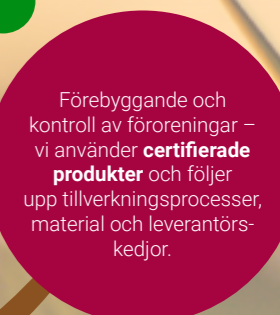 Förebyggande och
kontroll av föroreningar –
vi använder certifierade
produkter och följer
upp tillverkningsprocesser,
material och leverantörs-
kedjor.